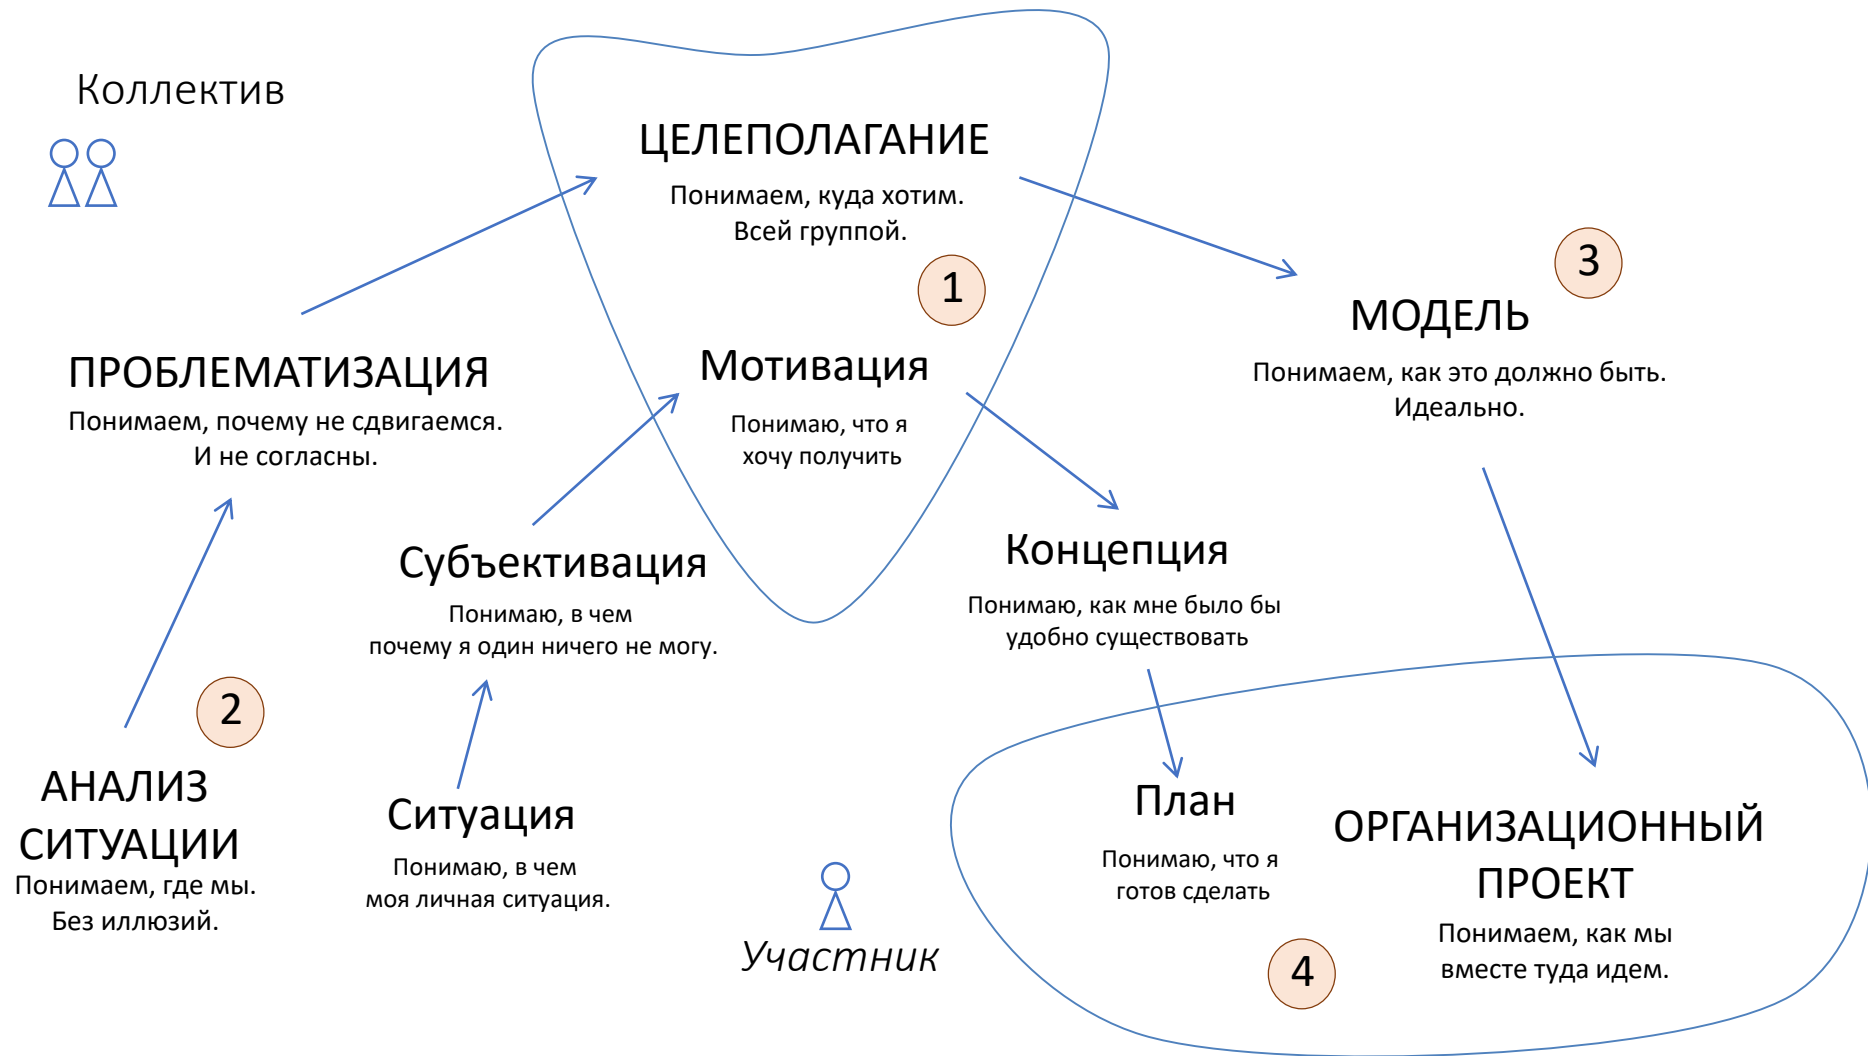 Коллектив
ЦЕЛЕПОЛАГАНИЕ
Понимаем, куда хотим.
Всей группой.
1
3
МОДЕЛЬ
Понимаем, как это должно быть.
Идеально.
ПРОБЛЕМАТИЗАЦИЯ
Понимаем, почему не сдвигаемся.
И не согласны.
Мотивация
Понимаю, что я
хочу получить
Субъективация
Понимаю, в чем
почему я один ничего не могу.
Концепция
Понимаю, как мне было бы
удобно существовать
2
АНАЛИЗ
СИТУАЦИИ
Понимаем, где мы.
Без иллюзий.
Ситуация
Понимаю, в чем
моя личная ситуация.
Участник
План
Понимаю, что я
готов сделать
ОРГАНИЗАЦИОННЫЙ
ПРОЕКТ
Понимаем, как мы
вместе туда идем.
4